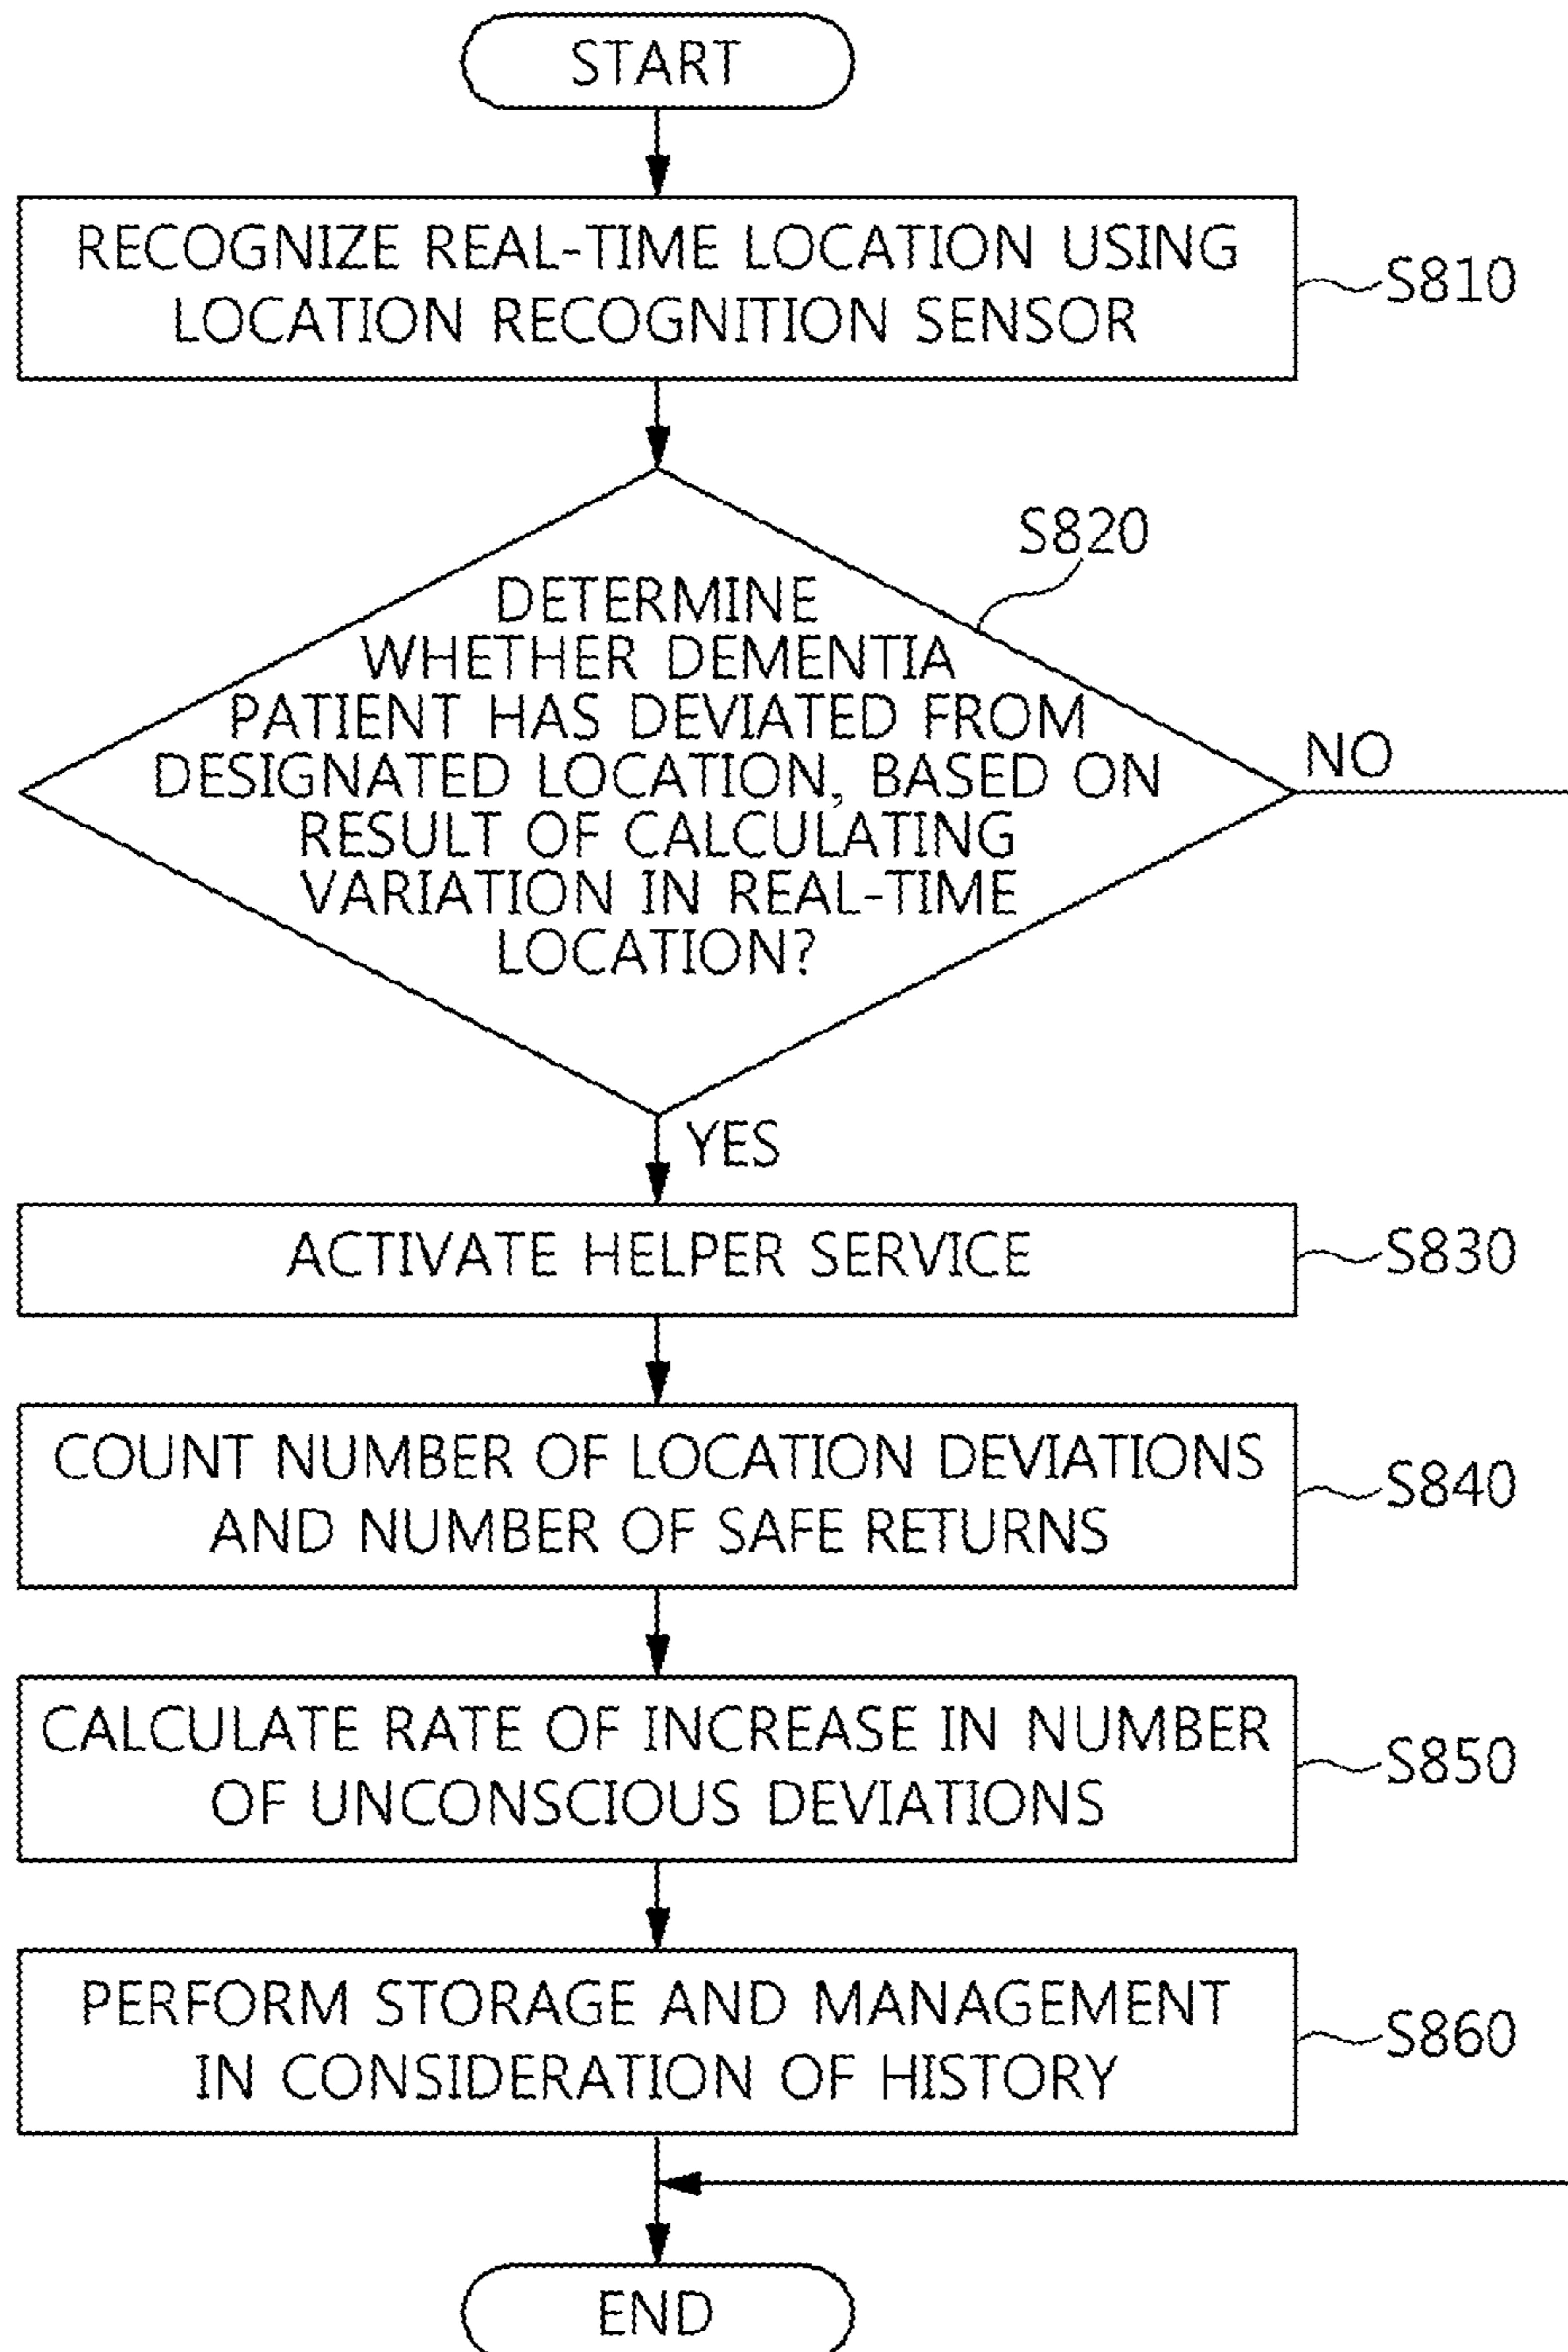 START
RECOGNIZE REAL-TIME LOCATION USING
LOCATION RECOGNITION SENSOR
S810
S820
DETERMINE
WHETHER DEMENTIA
PATIENT HAS DEVIATED FROM
DESIGNATED LOCATION, BASED ON
RESULT OF CALCULATING
VARIATION IN REAL-TIME
LOCATION?
NO
YES
ACTIVATE HELPER SERVICE
S830
COUNT NUMBER OF LOCATION DEVIATIONS
AND NUMBER OF SAFE RETURNS
S840
CALCULATE RATE OF INCREASE IN NUMBER
OF UNCONSCIOUS DEVIATIONS
S850
PERFORM STORAGE AND MANAGEMENT
IN CONSIDERATION OF HISTORY
S860
END